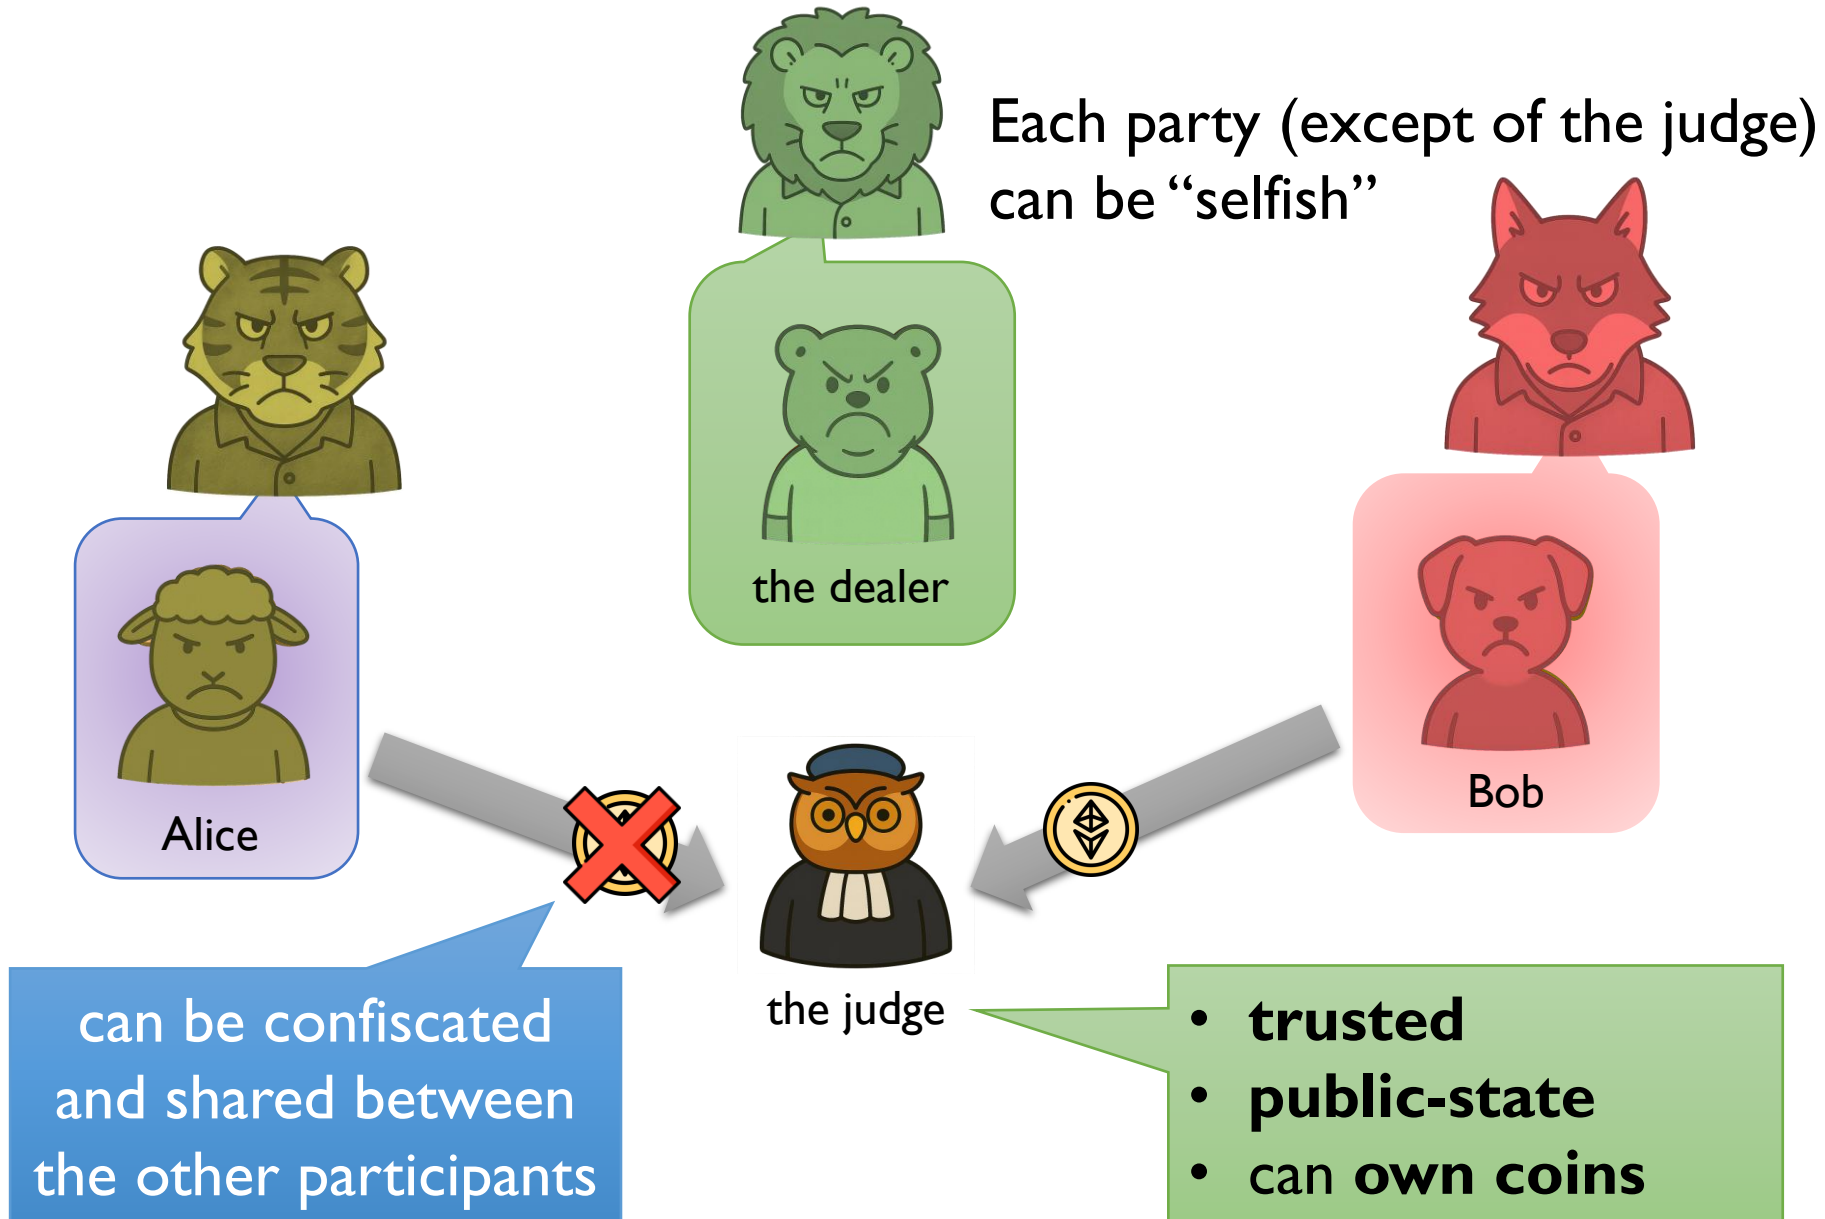 Each party (except of the judge)
can be “selfish”
the dealer
Bob
Alice
the judge
can be confiscated
and shared between
the other participants
• trusted
• public-state
• can own coins